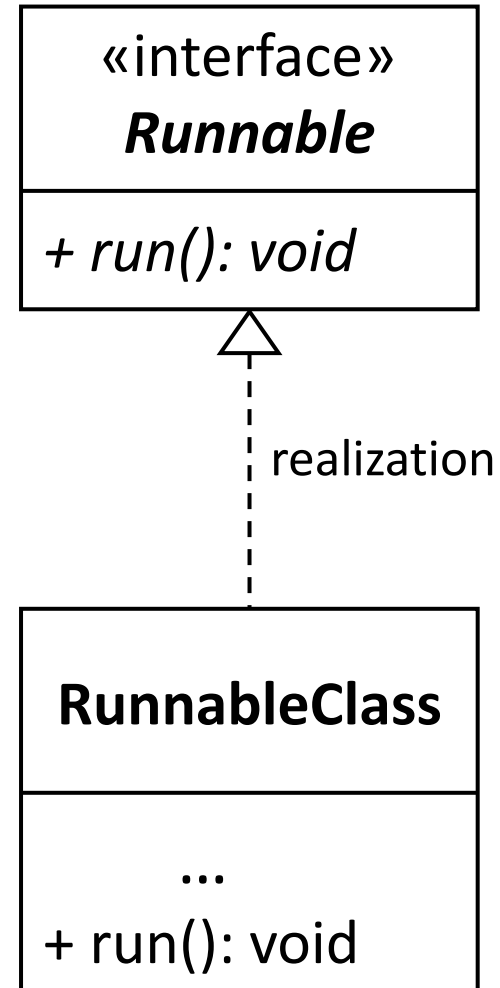 «interface»
Runnable
+ run(): void
realization
RunnableClass
...
+ run(): void